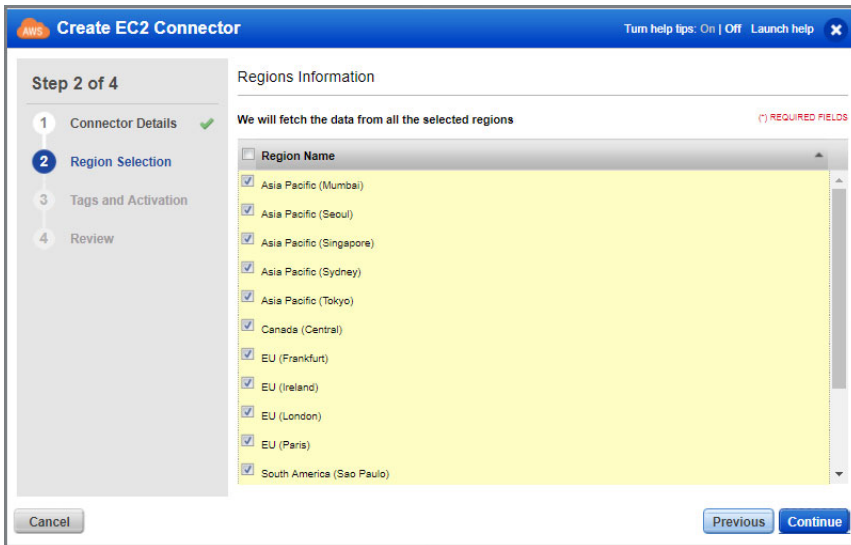 AWS Create EC2 Connector
Turn help tips: On | Off Launch help
Step 2 of 4
1 Connector Details
2 Region Selection
3 Tags and Activation
4 Review
Regions Information
We will fetch the data from all the selected regions
(*) REQUIRED FIELDS
Region Name
Asia Pacific (Mumbai)
Asia Pacific (Seoul)
Asia Pacific (Singapore)
Asia Pacific (Sydney)
Asia Pacific (Tokyo)
Canada (Central)
EU (Frankfurt)
EU (Ireland)
EU (London)
EU (Paris)
South America (Sao Paulo)
Cancel
Previous
Continue